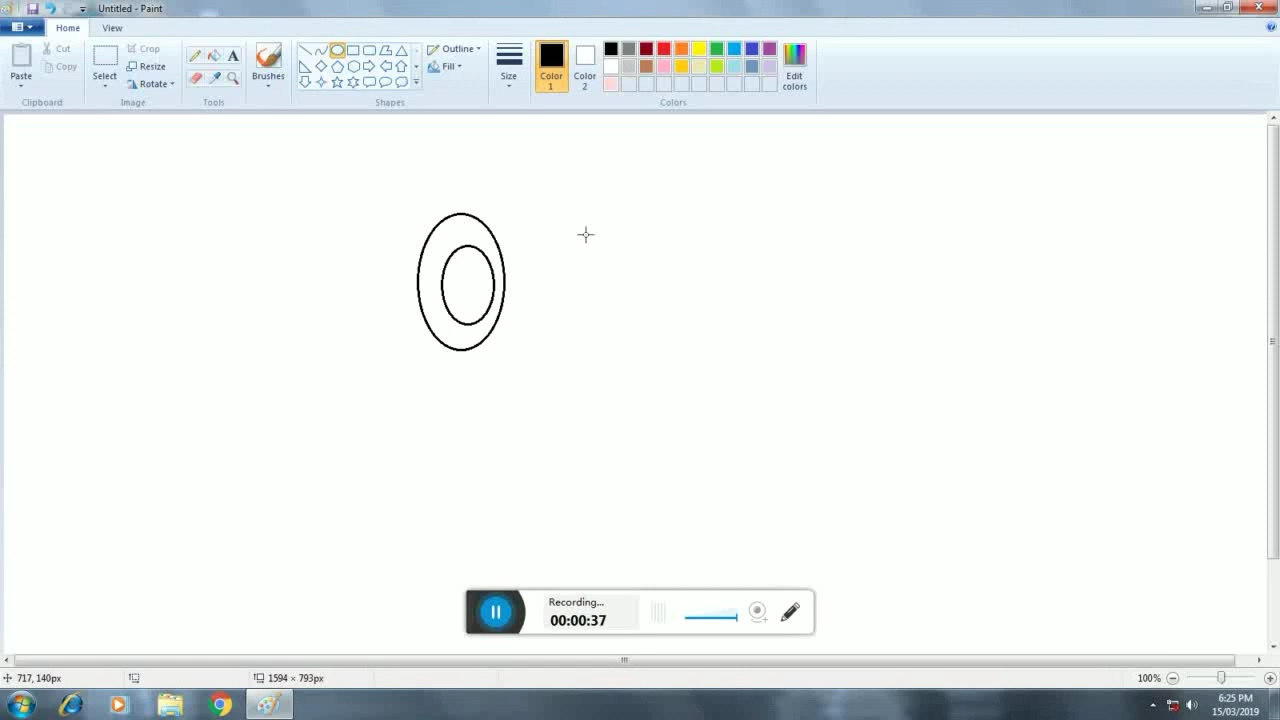 Untitled - Paint
Home View
Paste
Cut
Copy
Clipboard
Select
Crop
Resize
Rotate
Image
A
Tools
Brushes
Outline
Fill
Shapes
Size
Color 1
Color 2
Edit colors
Colors
Recording...
00:00:37
717, 140px
1594 × 793px
100%
6:25 PM
15/03/2019